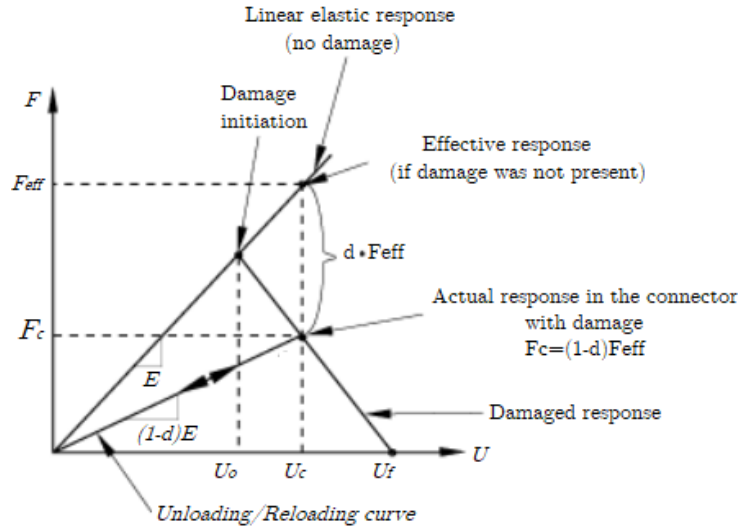 Linear elastic response
(no damage)
F
Damage
initiation
Effective response
(if damage was not present)
Feff
d•Feff
Actual response in the connector
with damage
Fc=(1-d)Feff
Fc
E
Damaged response
(1-d)E
Uo
Uc
Uf
U
Unloading/Reloading curve